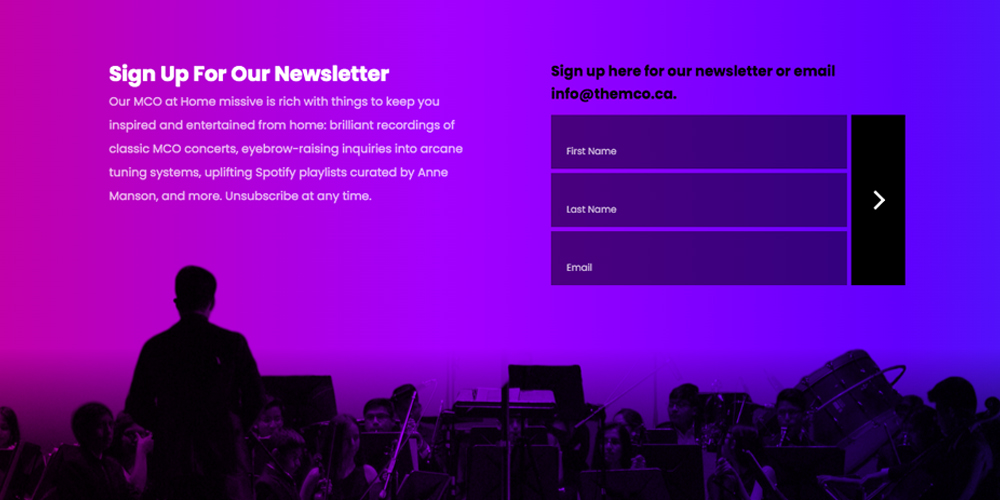 Sign Up For Our Newsletter
Our MCO at Home missive is rich with things to keep you
inspired and entertained from home: brilliant recordings of
classic MCO concerts, eyebrow-raising inquiries into arcane
tuning systems, uplifting Spotify playlists curated by Anne
Manson, and more. Unsubscribe at any time.
Sign up here for our newsletter or email
info@themco.ca.
First Name
Last Name
Email